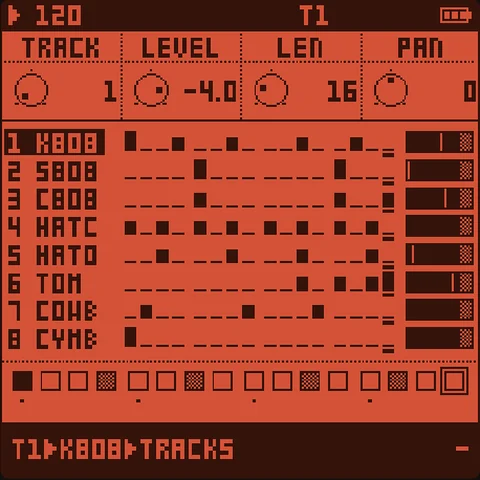 120 T1
TRACK LEVEL LEN PAN
1 -4.0 16 0
1 K808
2 S808
3 C808
4 HATC
5 HATO
6 TOM
7 COWB
8 CYMB
T1▶K808▶TRACKS -